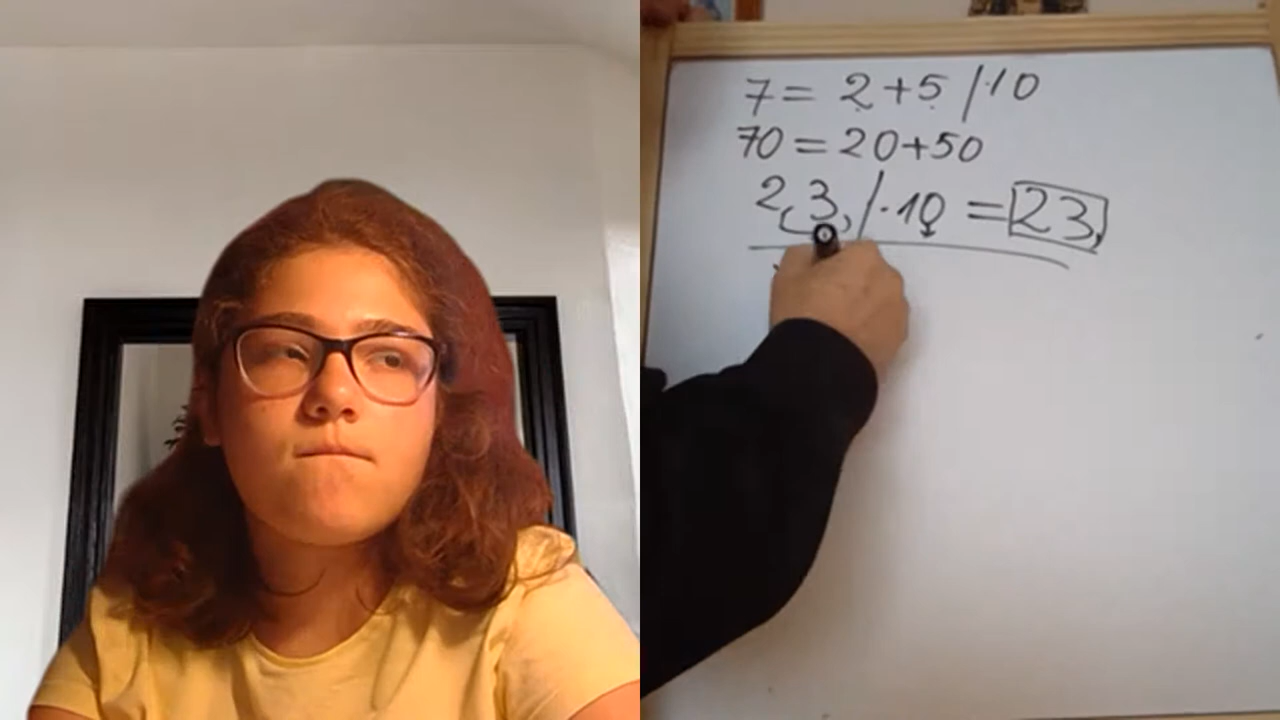 7 = 2 + 5 / · 10
70 = 20 + 50
2,3, / · 10 = 23,